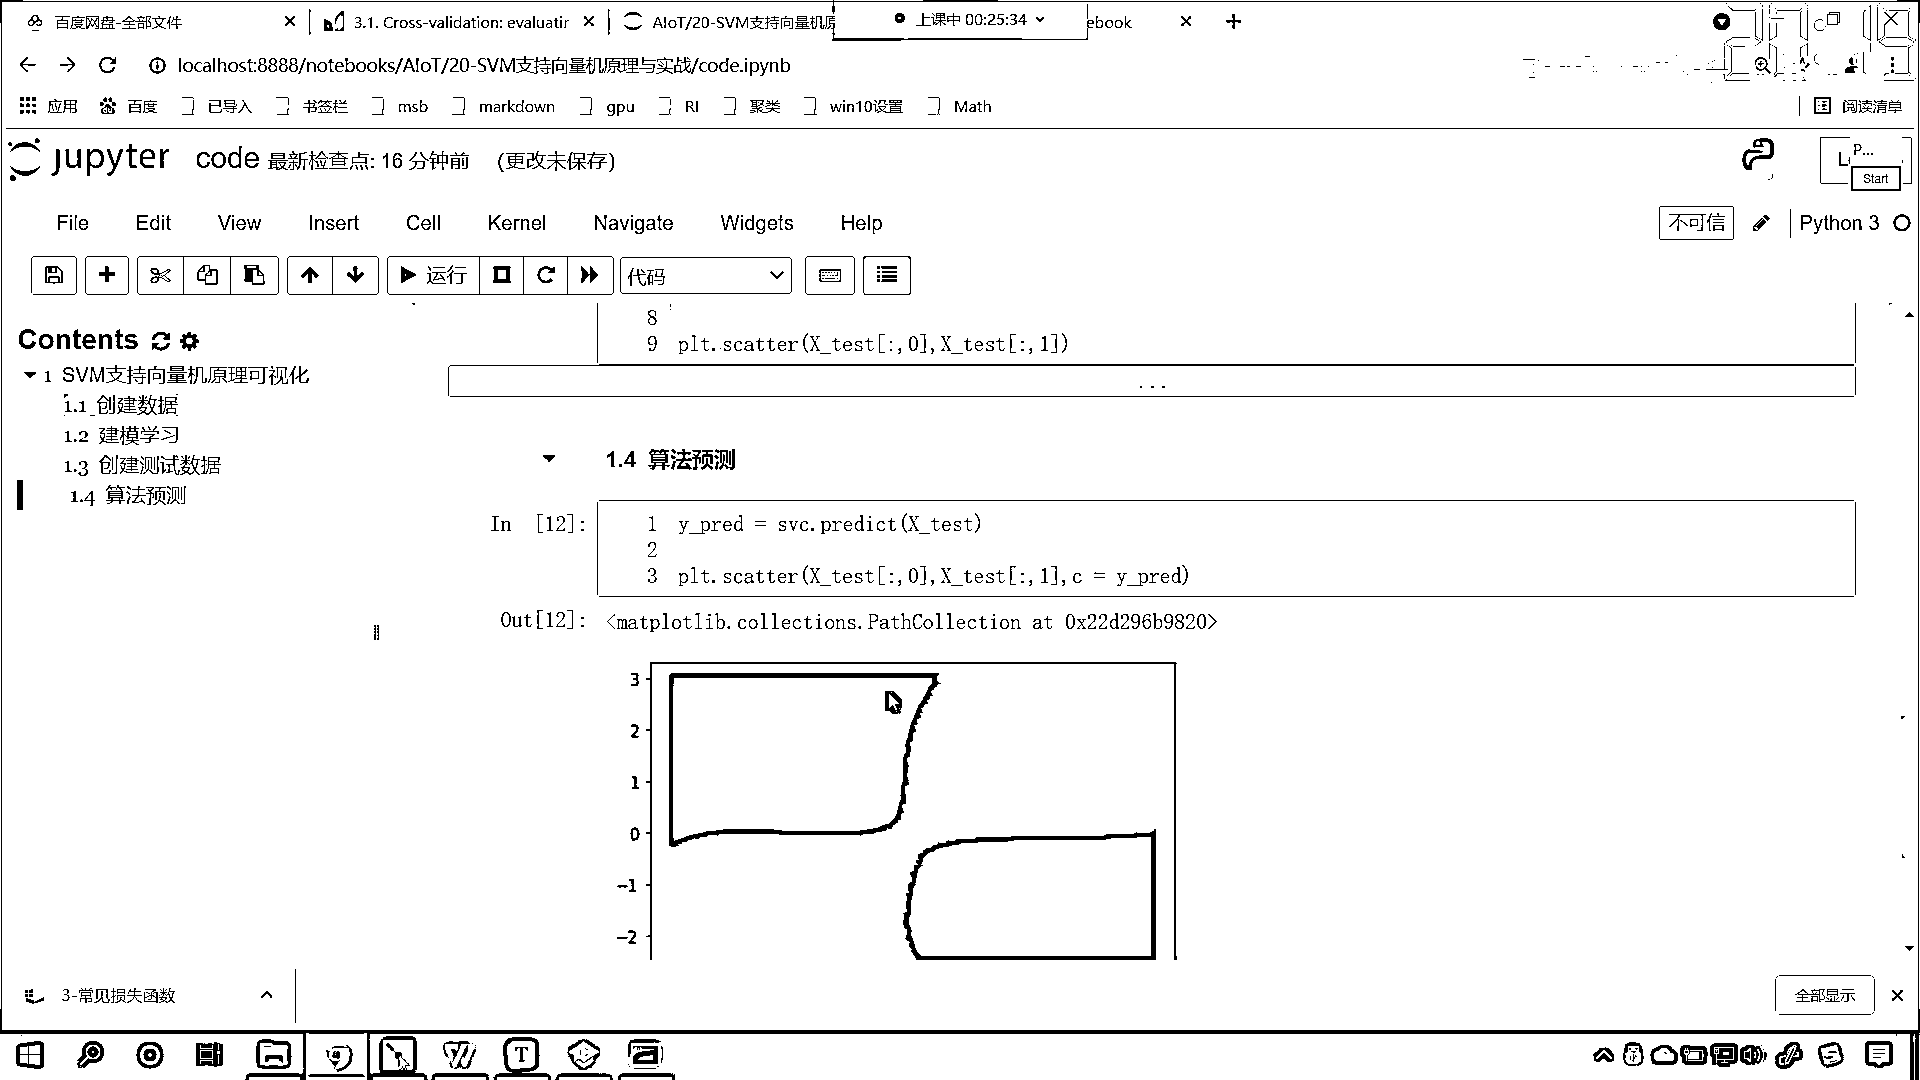 百度网盘-全部文件
3.1. Cross-validation: evaluatin
AIoT/20-SVM支持向量机原
上课中 00:25:34
ebook
localhost:8888/notebooks/AIoT/20-SVM支持向量机原理与实战/code.ipynb
应用 百度 已导入 书签栏 msb markdown gpu RI 聚类 win10设置 Math 阅读清单
jupyter code 最新检查点: 16 分钟前 (更改未保存)
P...
Start
File Edit View Insert Cell Kernel Navigate Widgets Help 不可信 Python 3
运行 代码
Contents
1 SVM支持向量机原理可视化
1.1 创建数据
1.2 建模学习
1.3 创建测试数据
1.4 算法预测
8
9 plt.scatter(X_test[:,0],X_test[:,1])
...
1.4 算法预测
In [12]:
1 y_pred = svc.predict(X_test)
2
3 plt.scatter(X_test[:,0],X_test[:,1],c = y_pred)
Out[12]: <matplotlib.collections.PathCollection at 0x22d296b9820>
3
2
1
0
−1
−2
3-常见损失函数
全部显示